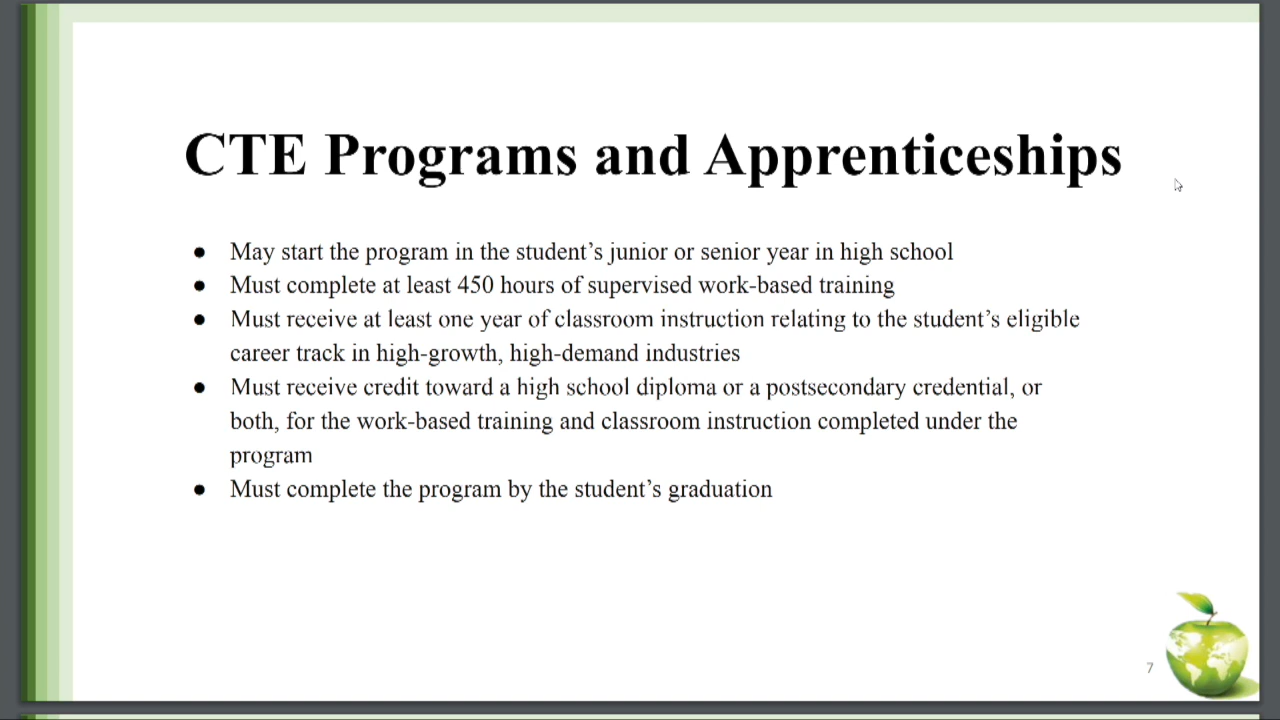 CTE Programs and Apprenticeships
● May start the program in the student’s junior or senior year in high school
● Must complete at least 450 hours of supervised work-based training
● Must receive at least one year of classroom instruction relating to the student’s eligible
career track in high-growth, high-demand industries
● Must receive credit toward a high school diploma or a postsecondary credential, or
both, for the work-based training and classroom instruction completed under the
program
● Must complete the program by the student’s graduation
7